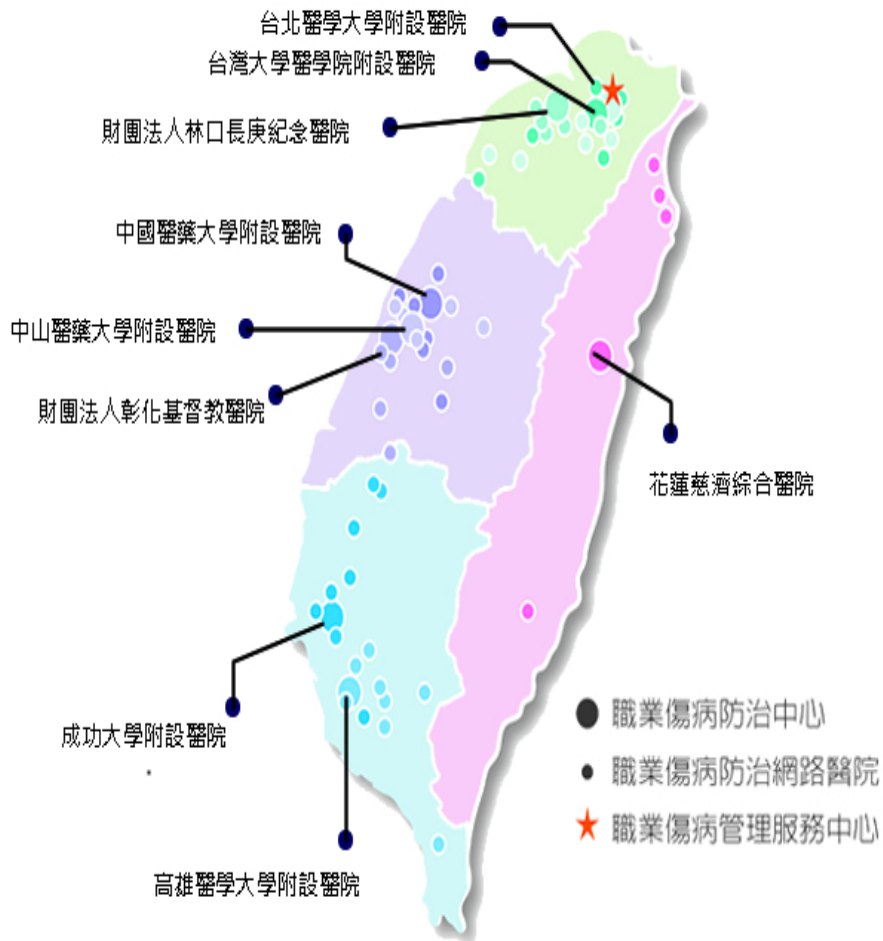 台北醫學大學附設醫院
台灣大學醫學院附設醫院
財團法人林口長庚紀念醫院
中國醫藥大學附設醫院
中山醫藥大學附設醫院
財團法人彰化基督教醫院
花蓮慈濟綜合醫院
成功大學附設醫院
高雄醫學大學附設醫院
職業傷病防治中心
職業傷病防治網路醫院
職業傷病管理服務中心